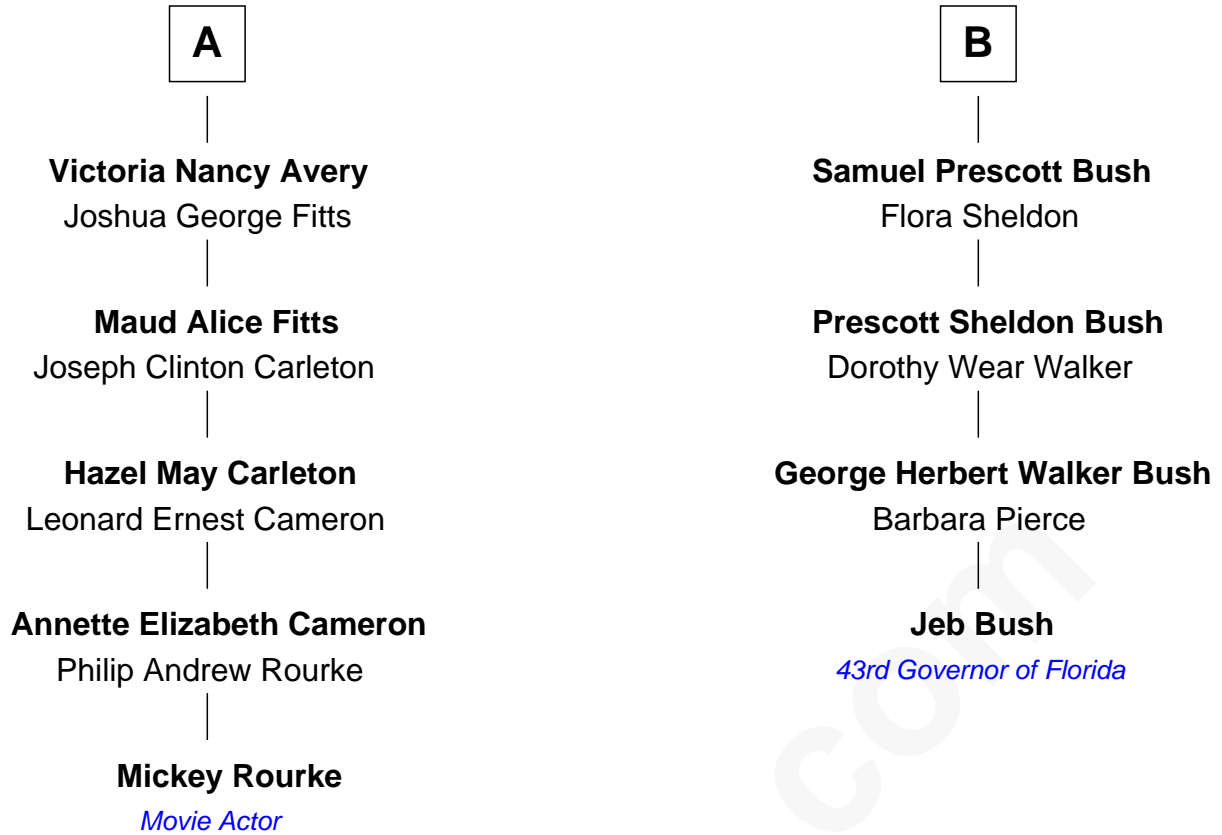 A
Victoria Nancy Avery
Joshua George Fitts
Maud Alice Fitts
Joseph Clinton Carleton
Hazel May Carleton
Leonard Ernest Cameron
Annette Elizabeth Cameron
Philip Andrew Rourke
Mickey Rourke
Movie Actor
B
Samuel Prescott Bush
Flora Sheldon
Prescott Sheldon Bush
Dorothy Wear Walker
George Herbert Walker Bush
Barbara Pierce
Jeb Bush
43rd Governor of Florida
com